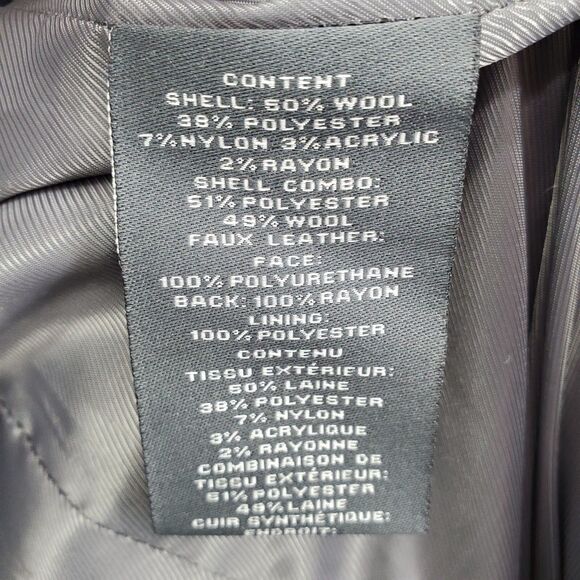 CONTENT
SHELL: 50% WOOL
38% POLYESTER
7% NYLON 3% ACRYLIC
2% RAYON
SHELL COMBO:
51% POLYESTER
49% WOOL
FAUX LEATHER:
FACE:
100% POLYURETHANE
BACK: 100% RAYON
LINING:
100% POLYESTER
CONTENU
TISSU EXTÉRIEUR:
50% LAINE
38% POLYESTER
7% NYLON
3% ACRYLIQUE
2% RAYONNE
COMBINAISON DE
TISSU EXTÉRIEUR:
51% POLYESTER
49% LAINE
CUIR SYNTHÉTIQUE:
ENDROIT: